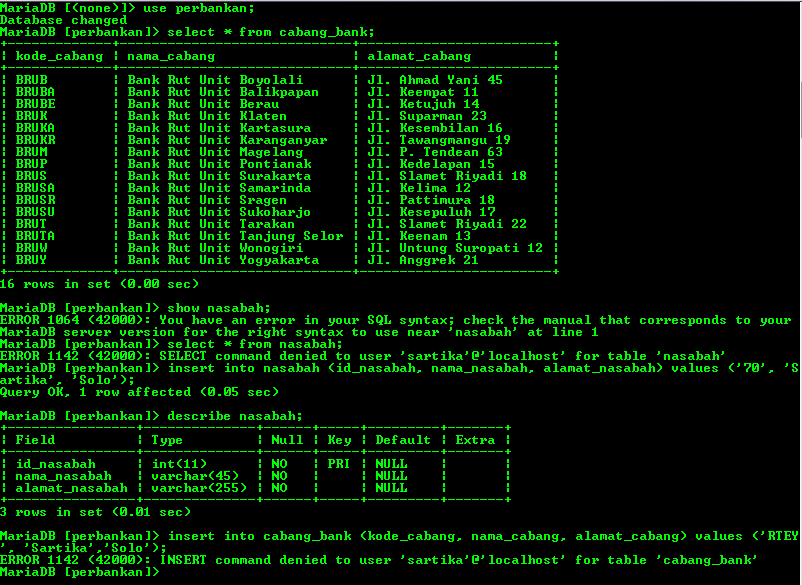 MariaDB [(none)]> use perbankan;
Database changed
MariaDB [perbankan]> select * from cabang_bank;
+-------------+----------------------------+------------------------+
| kode_cabang | nama_cabang                | alamat_cabang          |
+-------------+----------------------------+------------------------+
| BRUB        | Bank Rut Unit Boyolali     | Jl. Ahmad Yani 45      |
| BRUBA       | Bank Rut Unit Balikpapan   | Jl. Keempat 11         |
| BRUBE       | Bank Rut Unit Berau        | Jl. Ketujuh 14         |
| BRUK        | Bank Rut Unit Klaten       | Jl. Suparman 23        |
| BRUKA       | Bank Rut Unit Kartasura    | Jl. Kesembilan 16      |
| BRUKR       | Bank Rut Unit Karanganyar  | Jl. Tawangmangu 19     |
| BRUM        | Bank Rut Unit Magelang     | Jl. P. Tendean 63      |
| BRUP        | Bank Rut Unit Pontianak    | Jl. Kedelapan 15       |
| BRUS        | Bank Rut Unit Surakarta    | Jl. Slamet Riyadi 18   |
| BRUSA       | Bank Rut Unit Samarinda    | Jl. Kelima 12          |
| BRUSR       | Bank Rut Unit Sragen       | Jl. Pattimura 18       |
| BRUSU       | Bank Rut Unit Sukoharjo    | Jl. Kesepuluh 17       |
| BRUT        | Bank Rut Unit Tarakan      | Jl. Slamet Riyadi 22   |
| BRUTA       | Bank Rut Unit Tanjung Selor | Jl. Keenam 13         |
| BRUW        | Bank Rut Unit Wonogiri     | Jl. Untung Suropati 12 |
| BRUY        | Bank Rut Unit Yogyakarta   | Jl. Anggrek 21         |
+-------------+----------------------------+------------------------+
16 rows in set (0.00 sec)
MariaDB [perbankan]> show nasabah;
ERROR 1064 (42000): You have an error in your SQL syntax; check the manual that corresponds to your
MariaDB server version for the right syntax to use near 'nasabah' at line 1
MariaDB [perbankan]> select * from nasabah;
ERROR 1142 (42000): SELECT command denied to user 'sartika'@'localhost' for table 'nasabah'
MariaDB [perbankan]> insert into nasabah (id_nasabah, nama_nasabah, alamat_nasabah) values ('70', 'S
artika', 'Solo');
Query OK, 1 row affected (0.05 sec)
MariaDB [perbankan]> describe nasabah;
+----------------+--------------+------+-----+---------+-------+
| Field          | Type         | Null | Key | Default | Extra |
+----------------+--------------+------+-----+---------+-------+
| id_nasabah     | int(11)      | NO   | PRI | NULL    |       |
| nama_nasabah   | varchar(45)  | NO   |     | NULL    |       |
| alamat_nasabah | varchar(255) | NO   |     | NULL    |       |
+----------------+--------------+------+-----+---------+-------+
3 rows in set (0.01 sec)
MariaDB [perbankan]> insert into cabang_bank (kode_cabang, nama_cabang, alamat_cabang) values ('RTEY
', 'Sartika','Solo');
ERROR 1142 (42000): INSERT command denied to user 'sartika'@'localhost' for table 'cabang_bank'
MariaDB [perbankan]>